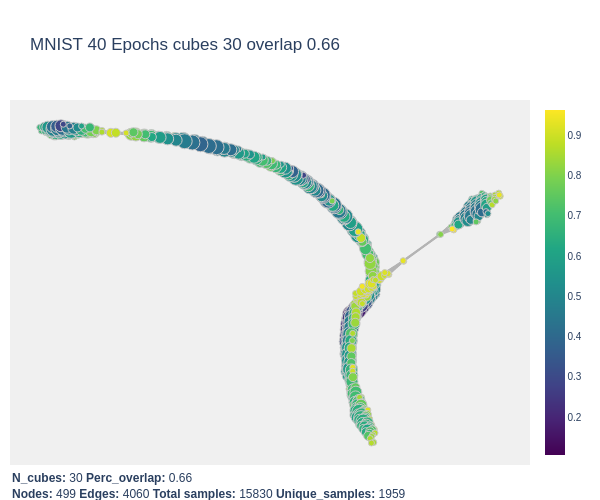 MNIST 40 Epochs cubes 30 overlap 0.66
0.9
0.8
0.7
0.6
0.5
0.4
0.3
0.2
N_cubes: 30 Perc_overlap: 0.66
Nodes: 499 Edges: 4060 Total samples: 15830 Unique_samples: 1959